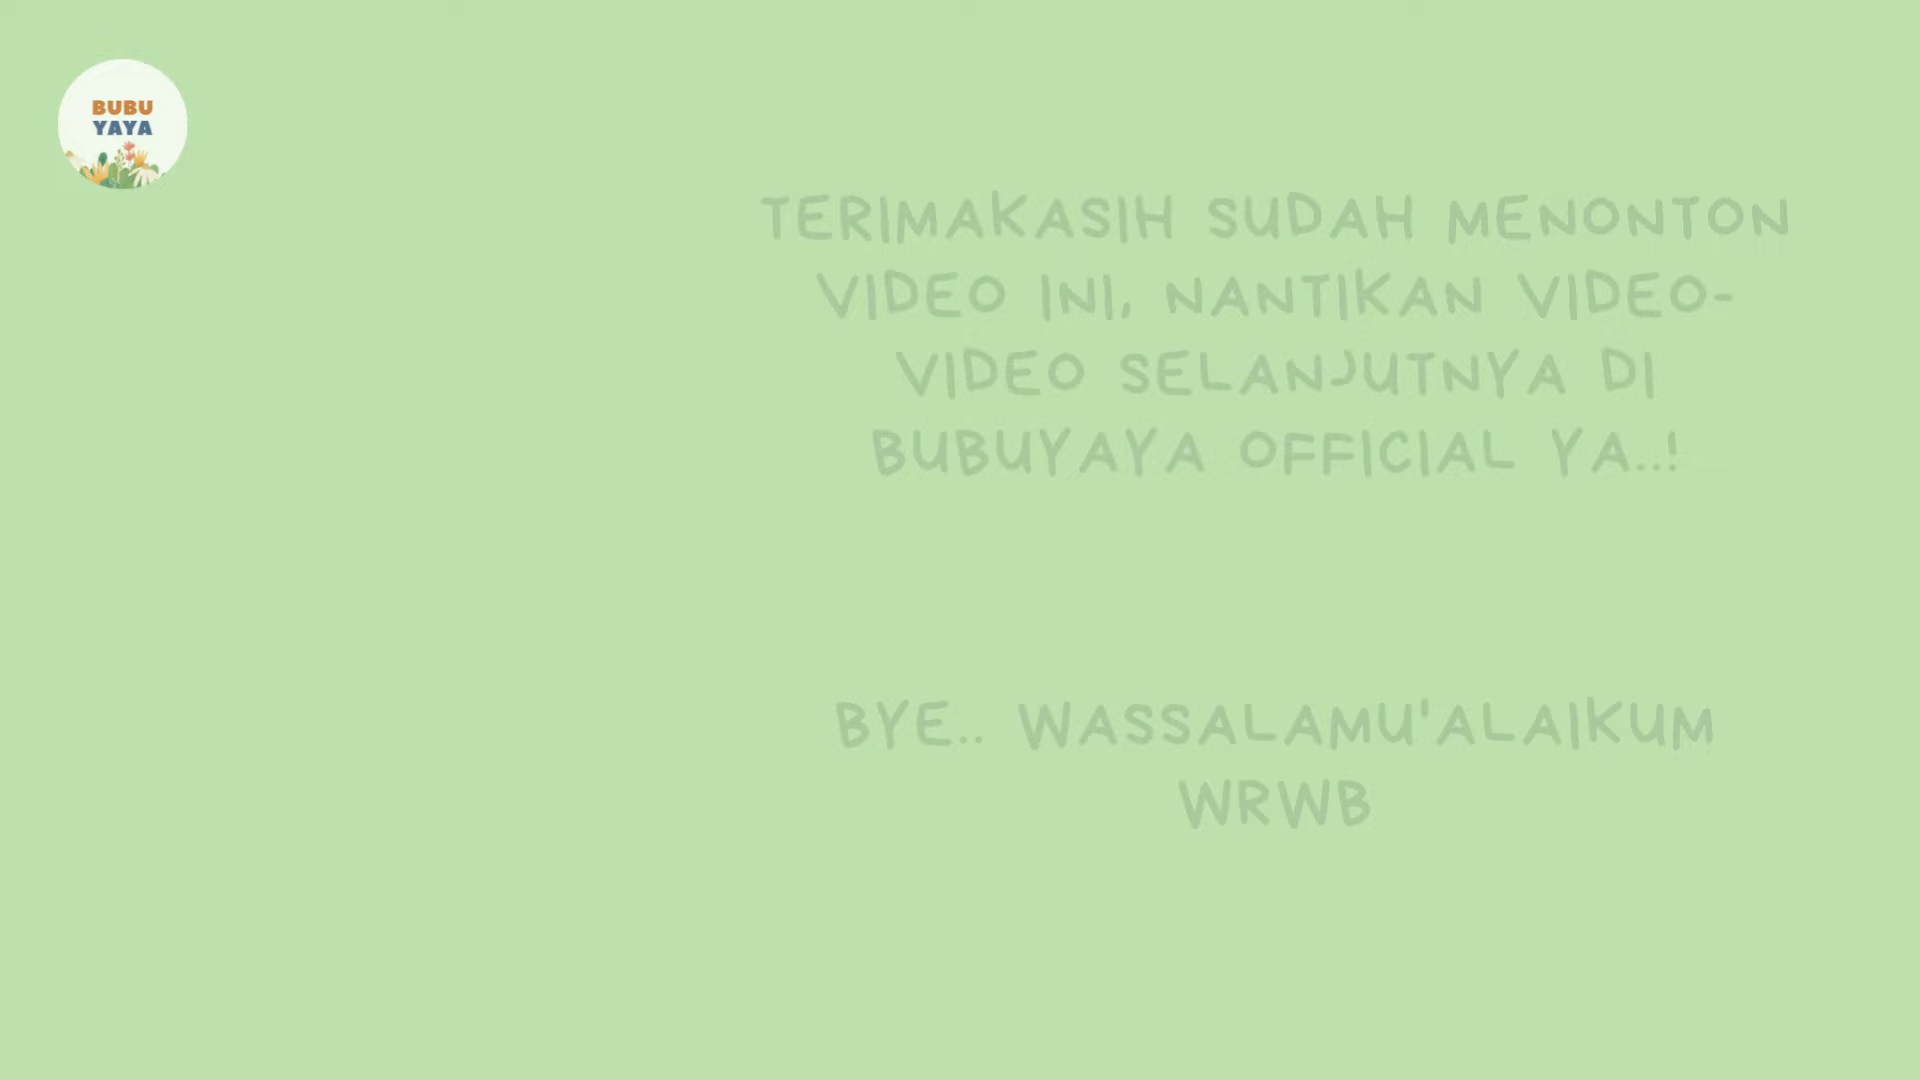 BUBU
YAYA
TERIMAKASIH SUDAH MENONTON
VIDEO INI, NANTIKAN VIDEO-
VIDEO SELANJUTNYA DI
BUBUYAYA OFFICIAL YA..!
BYE.. WASSALAMU'ALAIKUM
WRWB